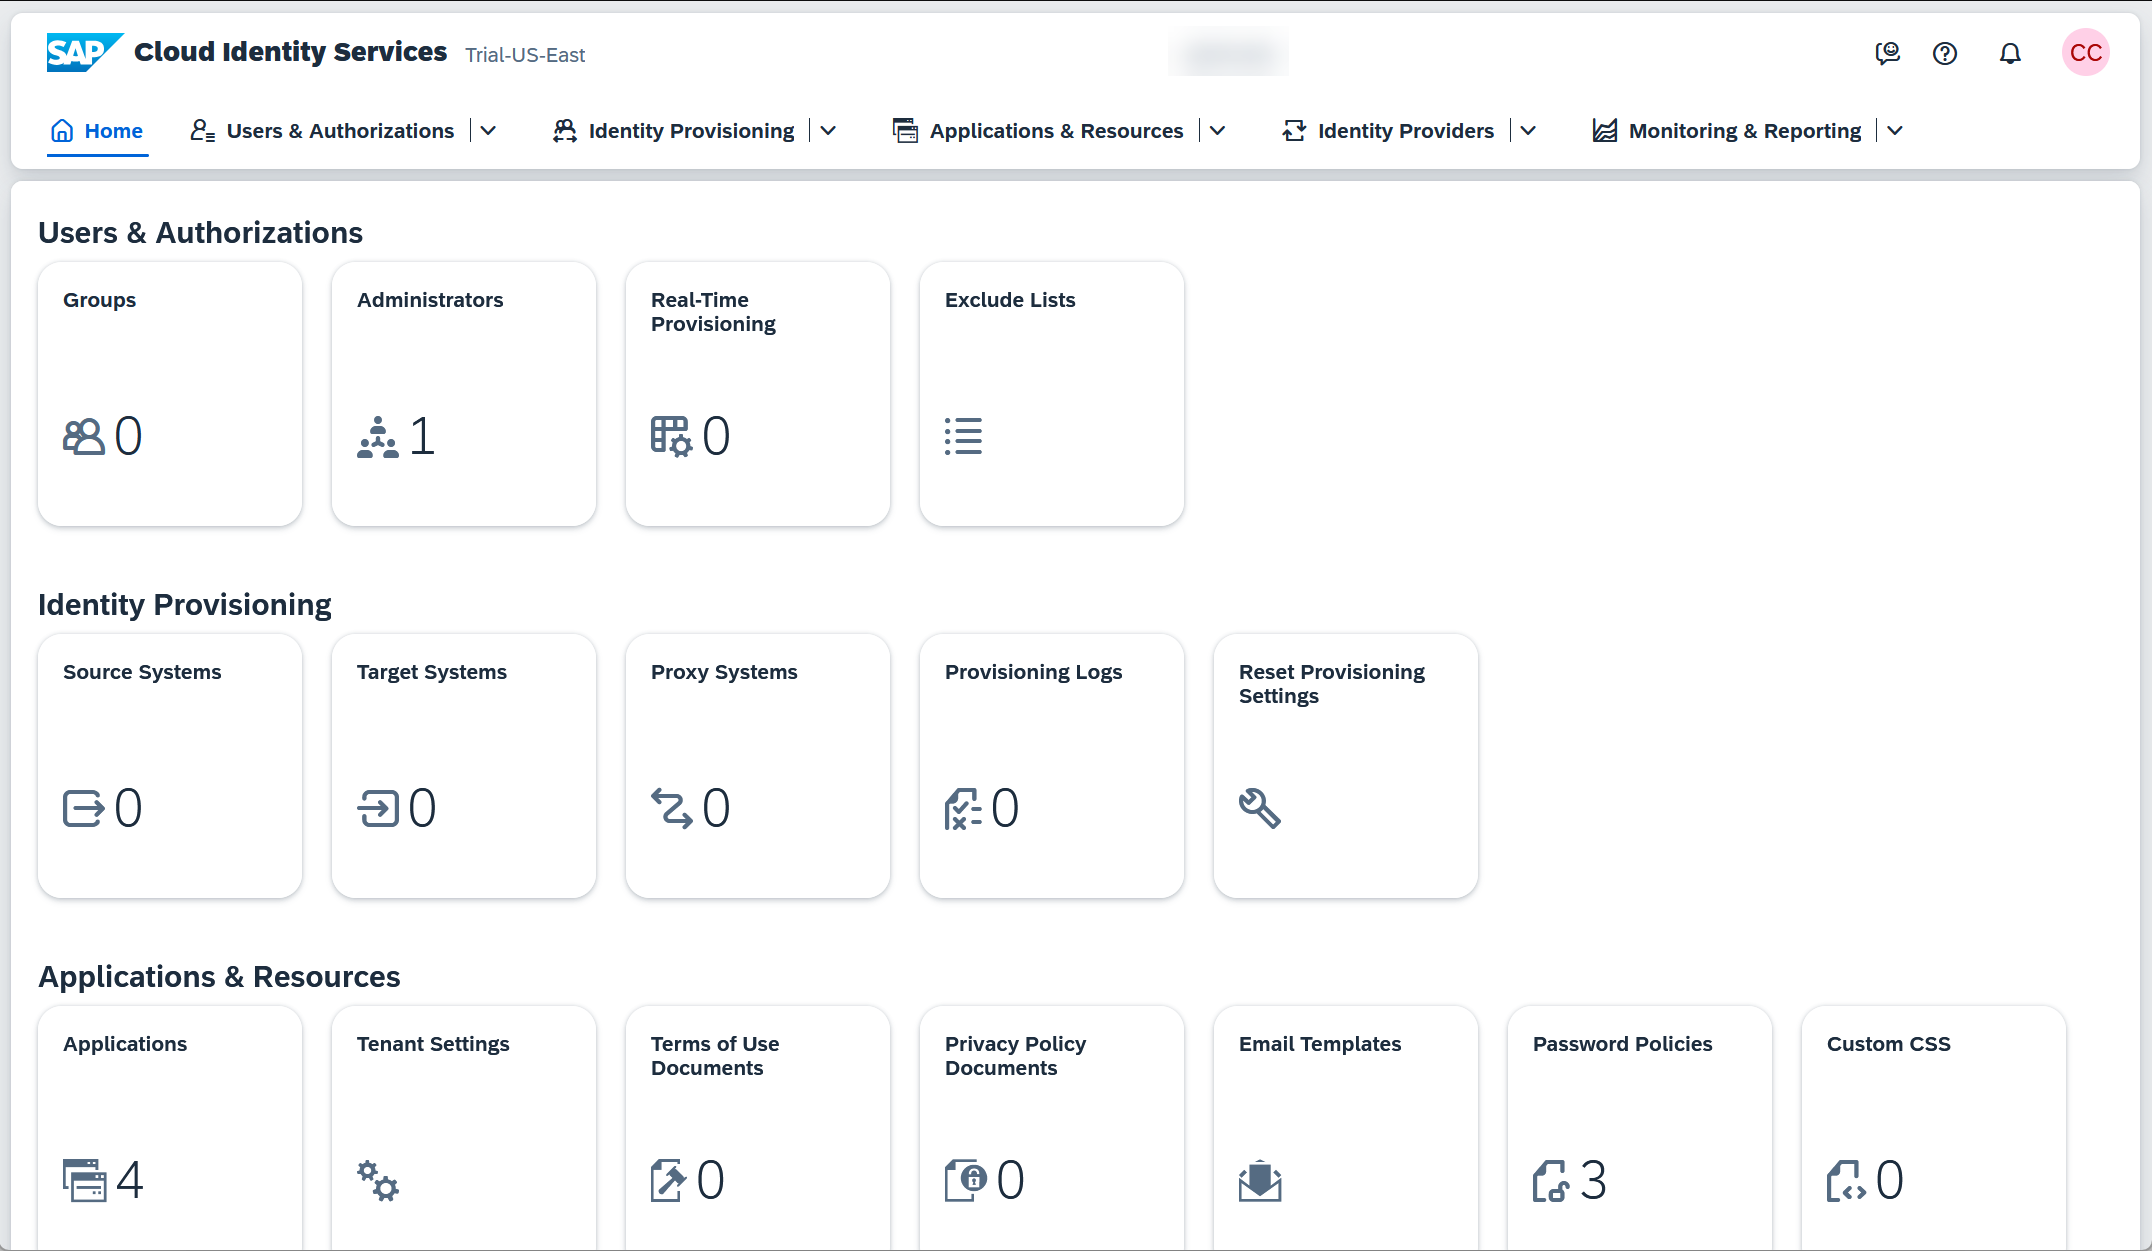 SAP Cloud Identity Services Trial-US-East
CC
Home Users & Authorizations Identity Provisioning Applications & Resources Identity Providers Monitoring & Reporting
Users & Authorizations
Groups
0
Administrators
1
Real-Time
Provisioning
0
Exclude Lists
Identity Provisioning
Source Systems
0
Target Systems
0
Proxy Systems
0
Provisioning Logs
0
Reset Provisioning
Settings
Applications & Resources
Applications
4
Tenant Settings
Terms of Use
Documents
0
Privacy Policy
Documents
0
Email Templates
Password Policies
3
Custom CSS
0